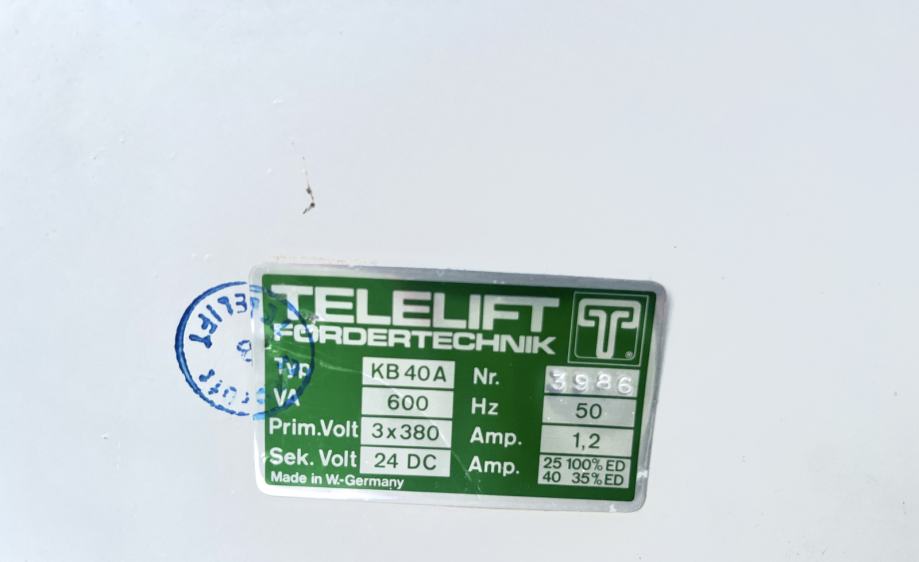 TELELIFT
FÖRDERTECHNIK
Typ KB 40 A Nr. 3986
VA 600 Hz 50
Prim.Volt 3x380 Amp. 1,2
Sek. Volt 24 DC Amp. 25 100% ED
40 35% ED
Made in W.-Germany
TELELIFT